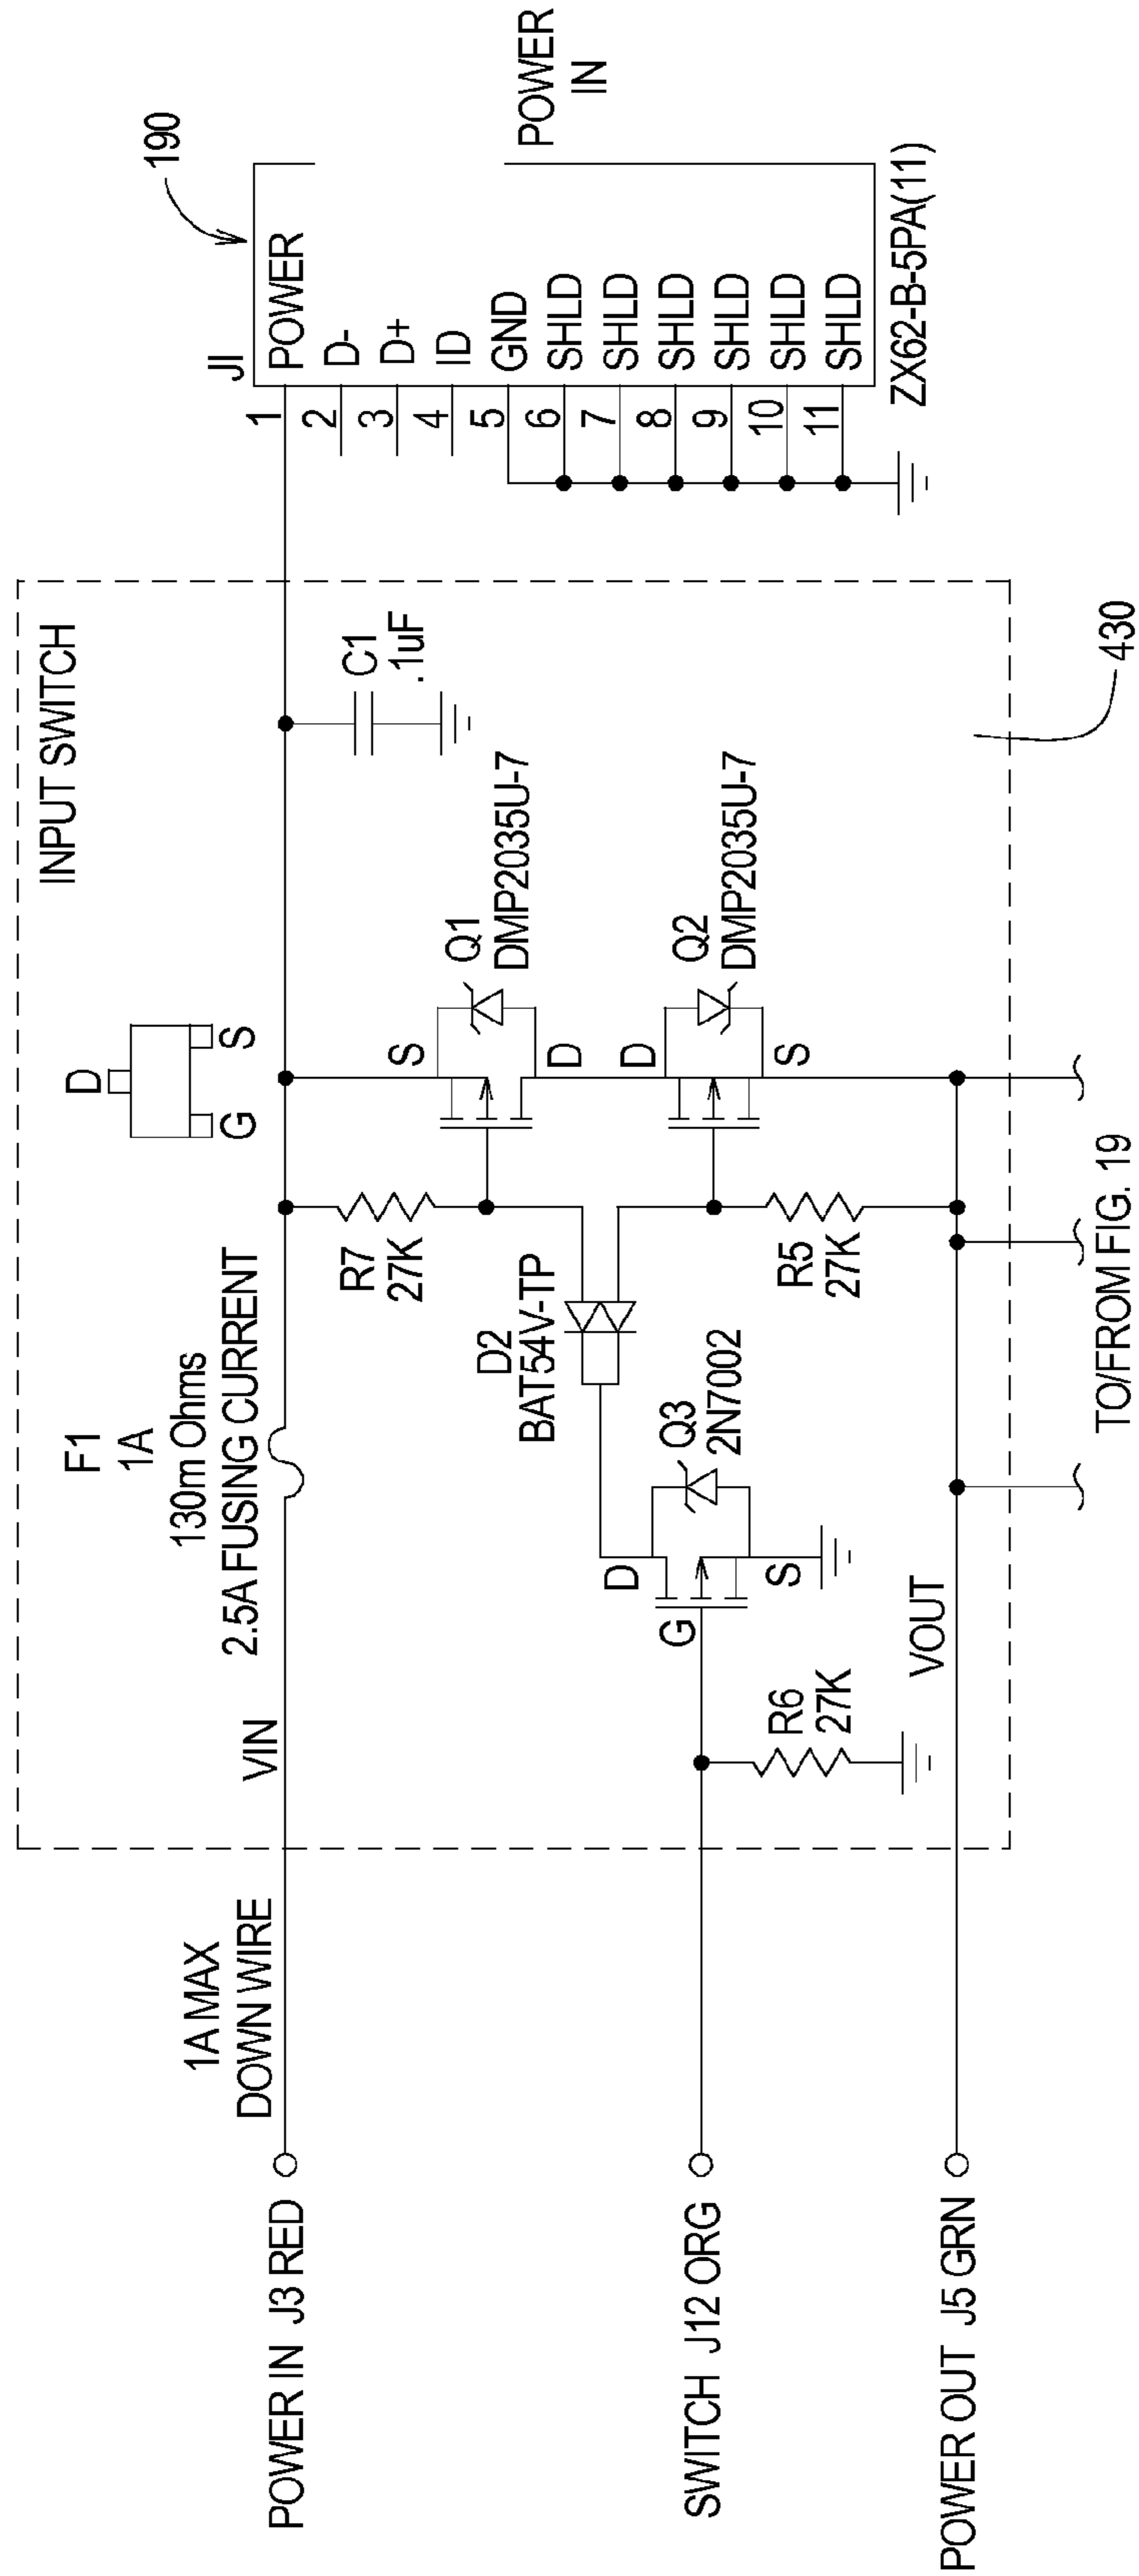 INPUT SWITCH
1A MAX
DOWN WIRE
POWER IN J3 RED
VIN
F1
1A
130m Ohms
2.5A FUSING CURRENT
D
G
S
190
J1
1
POWER
2
D-
3
D+
4
ID
5
GND
6
SHLD
7
SHLD
8
SHLD
9
SHLD
10
SHLD
11
SHLD
POWER
IN
ZX62-B-5PA(11)
C1
.1uF
R7
27K
S
Q1
DMP2035U-7
D
D
Q2
DMP2035U-7
S
D2
BAT54V-TP
R5
27K
D
G
Q3
2N7002
S
SWITCH J12 ORG
R6
27K
VOUT
POWER OUT J5 GRN
TO/FROM FIG. 19
430